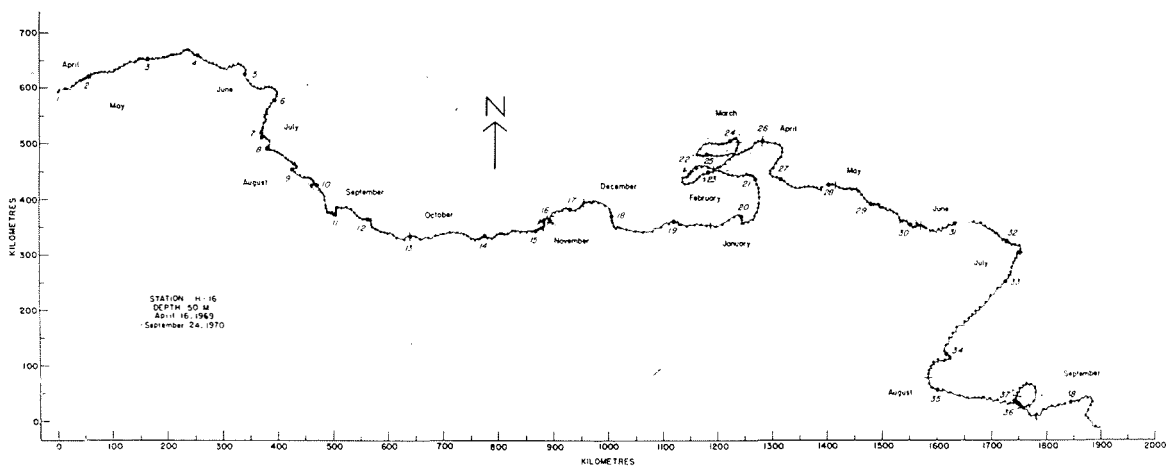 700
600
500
400
300
200
100
0
KILOMETRES
April
May
June
July
August
September
October
November
December
January
February
March
April
May
June
July
August
September
1
2
3
4
5
6
7
8
9
10
11
12
13
14
15
16
17
18
19
20
21
22
23
24
25
26
27
28
29
30
31
32
33
34
35
36
37
18
N
STATION H-16
DEPTH 50 M
April 16, 1969
September 24, 1970
0
100
200
300
400
500
600
700
800
900
1000
1100
1200
1300
1400
1500
1600
1700
1800
1900
2000
KILOMETRES